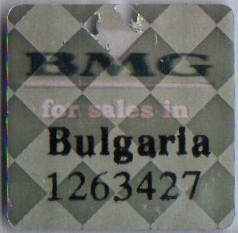 BMG
for sales in
Bulgaria
1263427